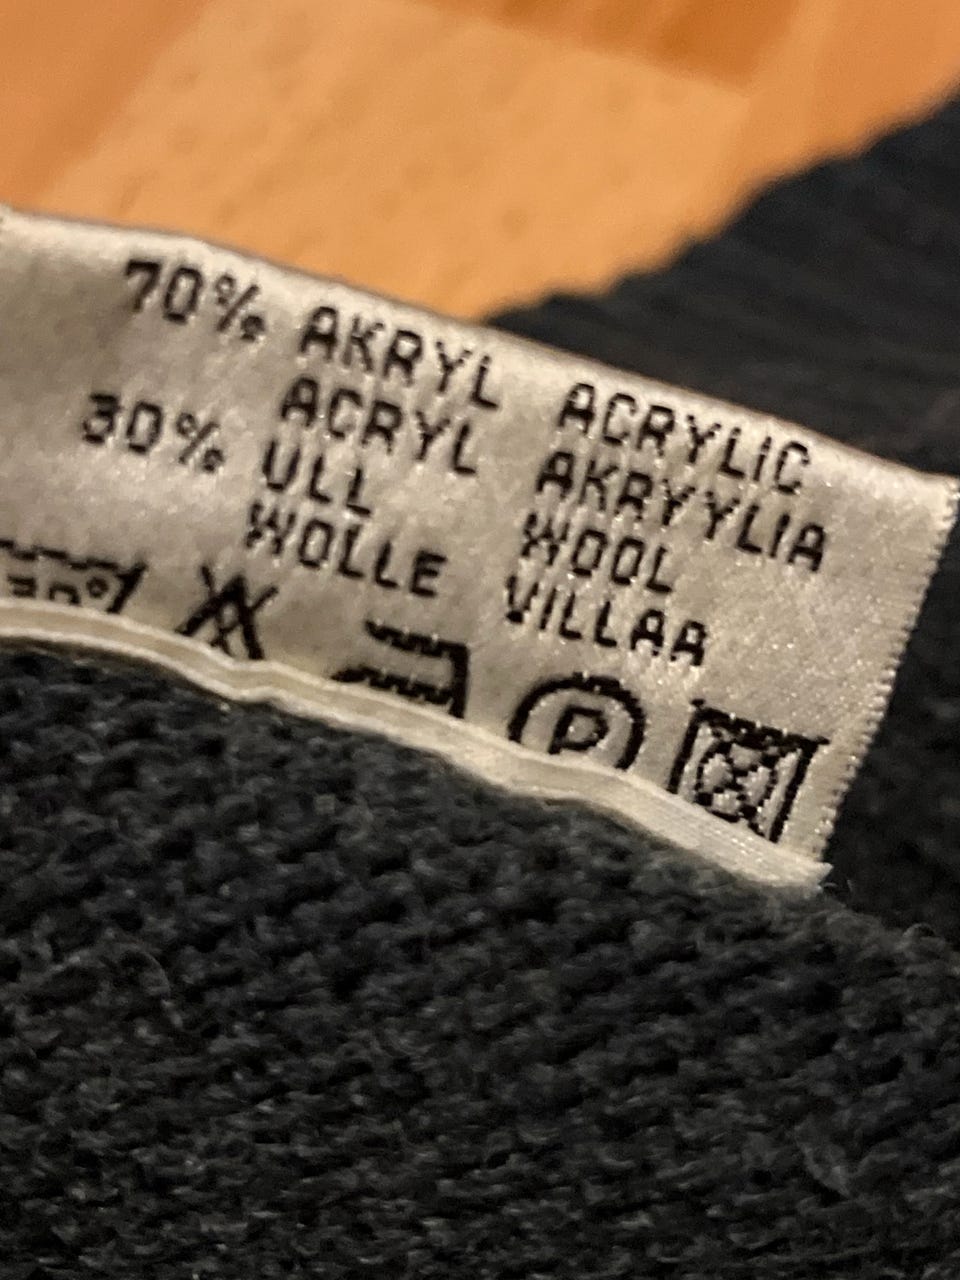 70% AKRYL ACRYLIC
ACRYL AKRYYLIA
30% ULL WOOL
WOLLE VILLAA
P